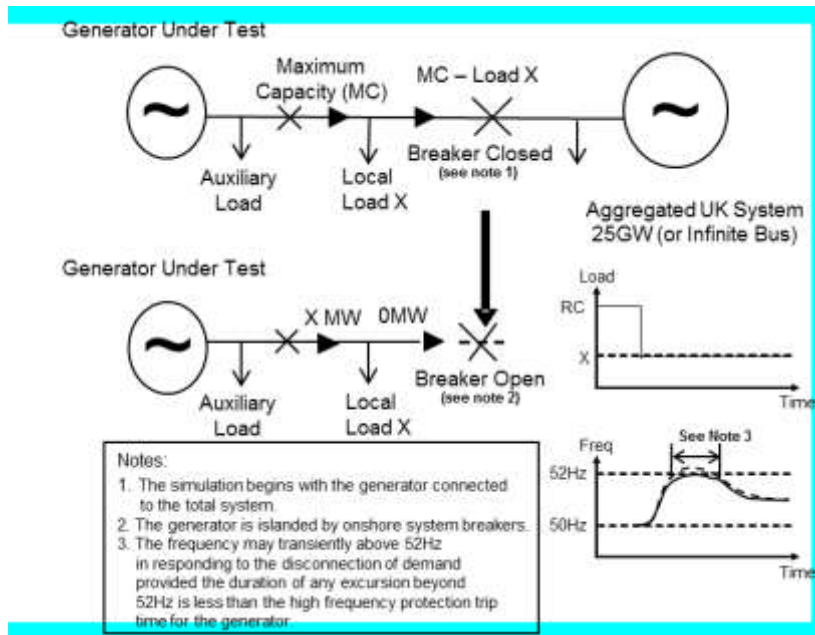 Generator Under Test
Maximum
Capacity (MC)
MC – Load X
~
~
Auxiliary
Load
Local
Load X
Breaker Closed
(see note 1)
Aggregated UK System
25GW (or Infinite Bus)
Generator Under Test
~
X MW
0MW
Auxiliary
Load
Local
Load X
Breaker Open
(see note 2)
Load
RC
X
Time
Freq
See Note 3
52Hz
50Hz
Time
Notes:
1. The simulation begins with the generator connected
to the total system.
2. The generator is islanded by onshore system breakers.
3. The frequency may transiently above 52Hz
in responding to the disconnection of demand
provided the duration of any excursion beyond
52Hz is less than the high frequency protection trip
time for the generator.